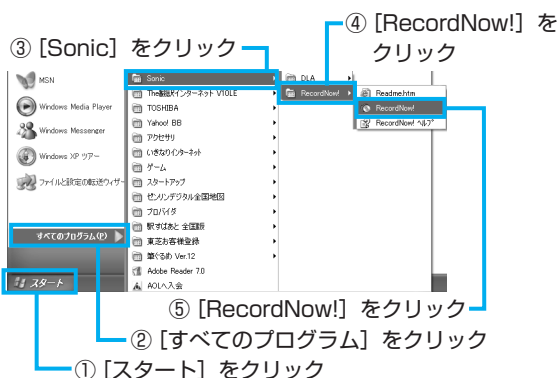 ④ [RecordNow!] を
クリック
③ [Sonic] をクリック
MSN
Windows Media Player
Windows Messenger
Windows XP ツアー
ファイルと設定の転送ウィザー
すべてのプログラム(P)
スタート
Sonic
The翻訳インターネット V10LE
TOSHIBA
Yahoo! BB
アクセサリ
いきなりインターネット
ゲーム
スタートアップ
ゼンリンデジタル全国地図
プロバイダ
駅すぱあと 全国版
東芝お客様登録
筆ぐるめ Ver.12
Adobe Reader 7.0
AOLへ入会
DLA
RecordNow!
Readme.htm
RecordNow!
RecordNow! ヘルプ
⑤ [RecordNow!] をクリック
② [すべてのプログラム] をクリック
① [スタート] をクリック